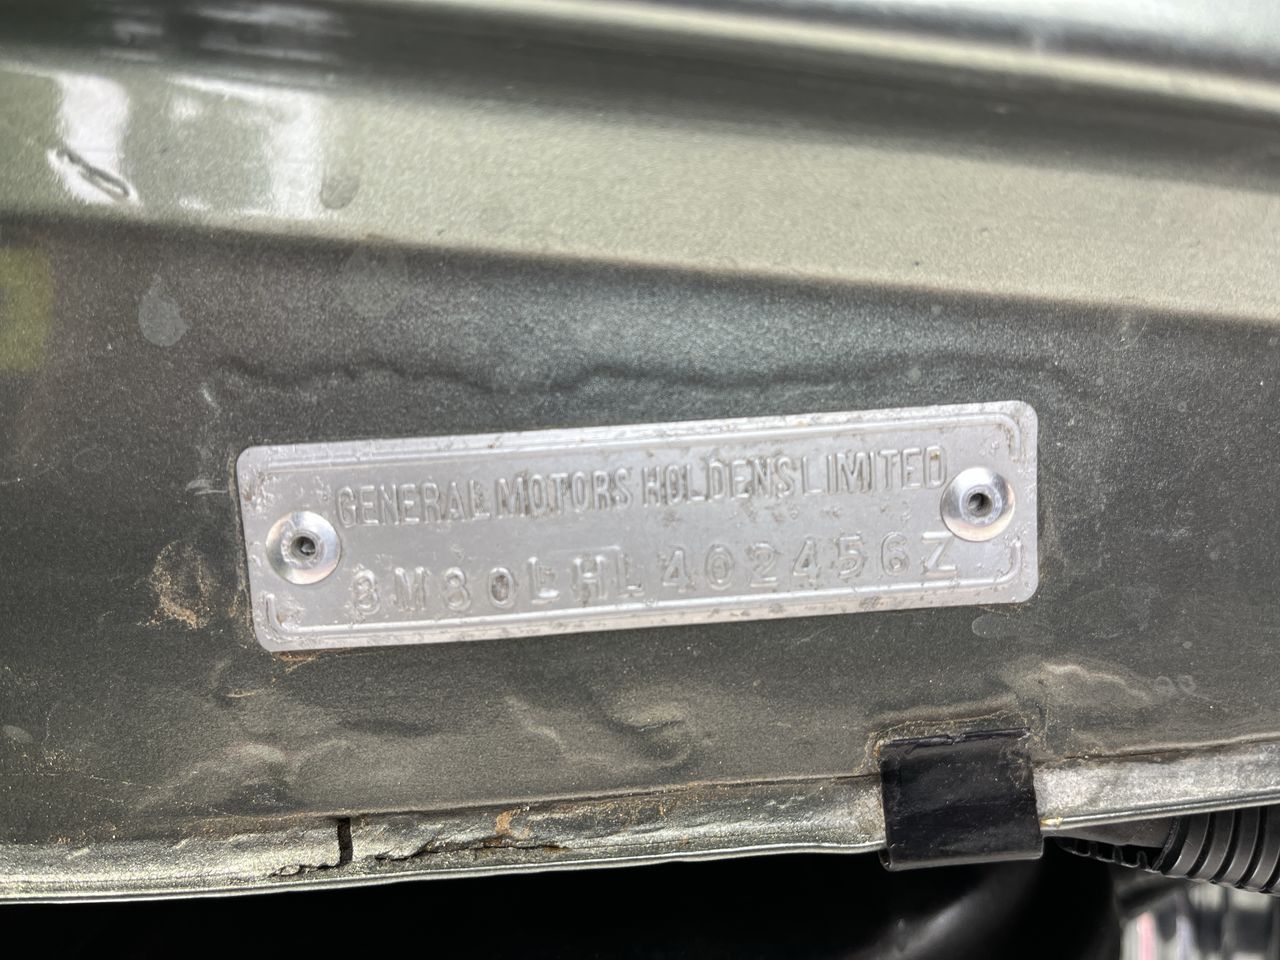 GENERAL MOTORS HOLDENS LIMITED
8M80LHL402456Z